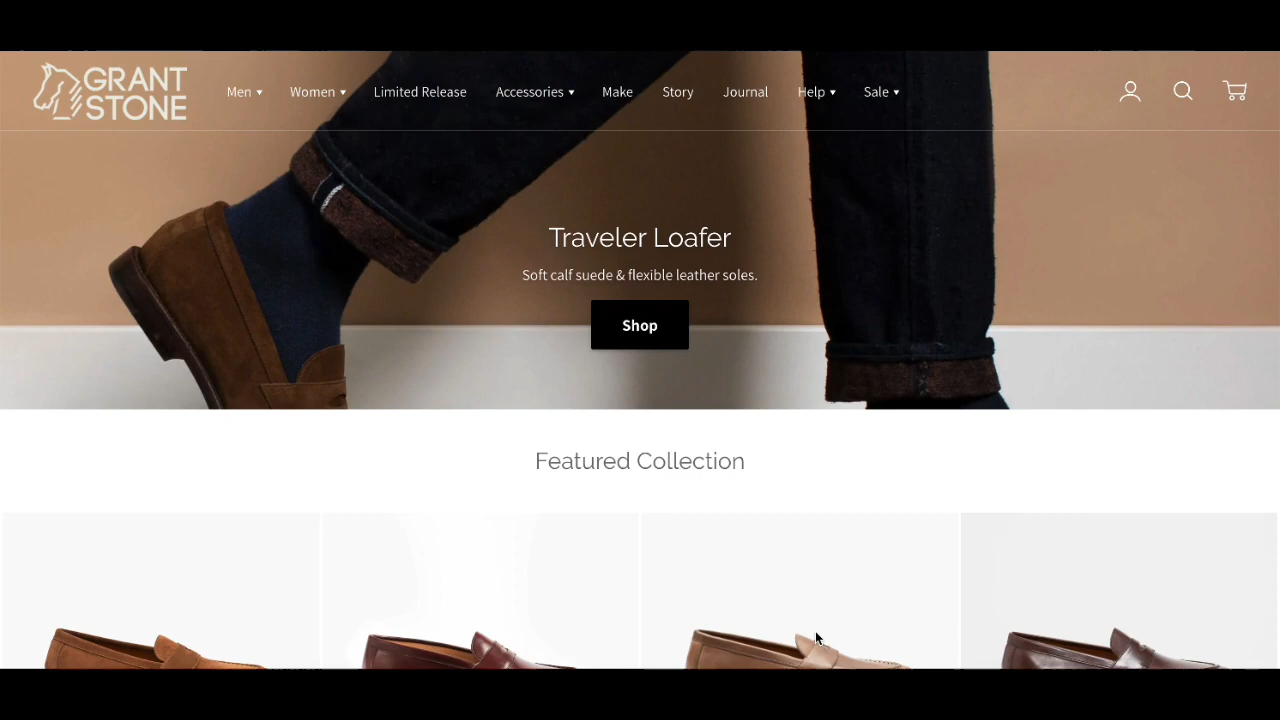 GRANT
STONE
Men Women Limited Release Accessories Make Story Journal Help Sale
Traveler Loafer
Soft calf suede & flexible leather soles.
Shop
Featured Collection